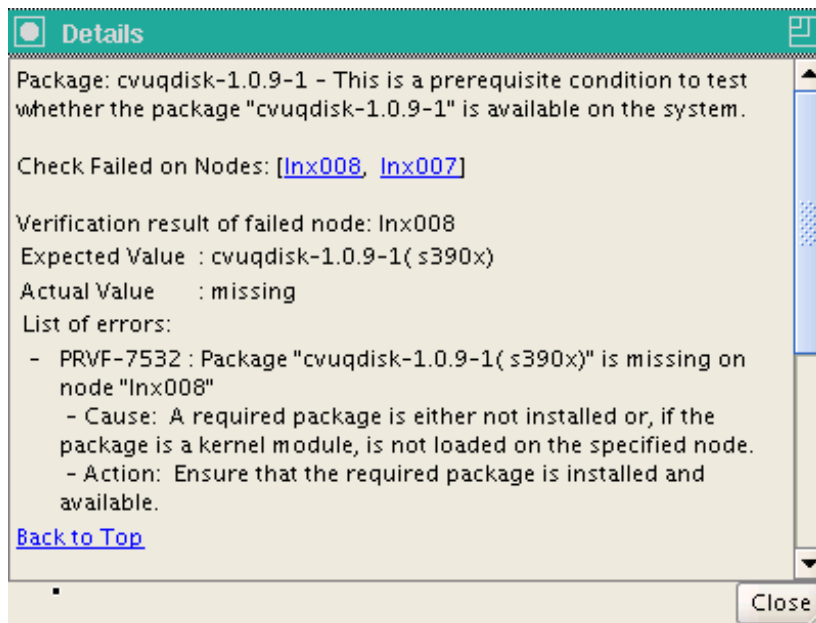 Details
Package: cvuqdisk-1.0.9-1 - This is a prerequisite condition to test
whether the package "cvuqdisk-1.0.9-1" is available on the system.
Check Failed on Nodes: [lnx008, lnx007]
Verification result of failed node: lnx008
Expected Value : cvuqdisk-1.0.9-1( s390x)
Actual Value : missing
List of errors:
- PRVF-7532 : Package "cvuqdisk-1.0.9-1( s390x)" is missing on
node "lnx008"
- Cause: A required package is either not installed or, if the
package is a kernel module, is not loaded on the specified node.
- Action: Ensure that the required package is installed and
available.
Back to Top
Close